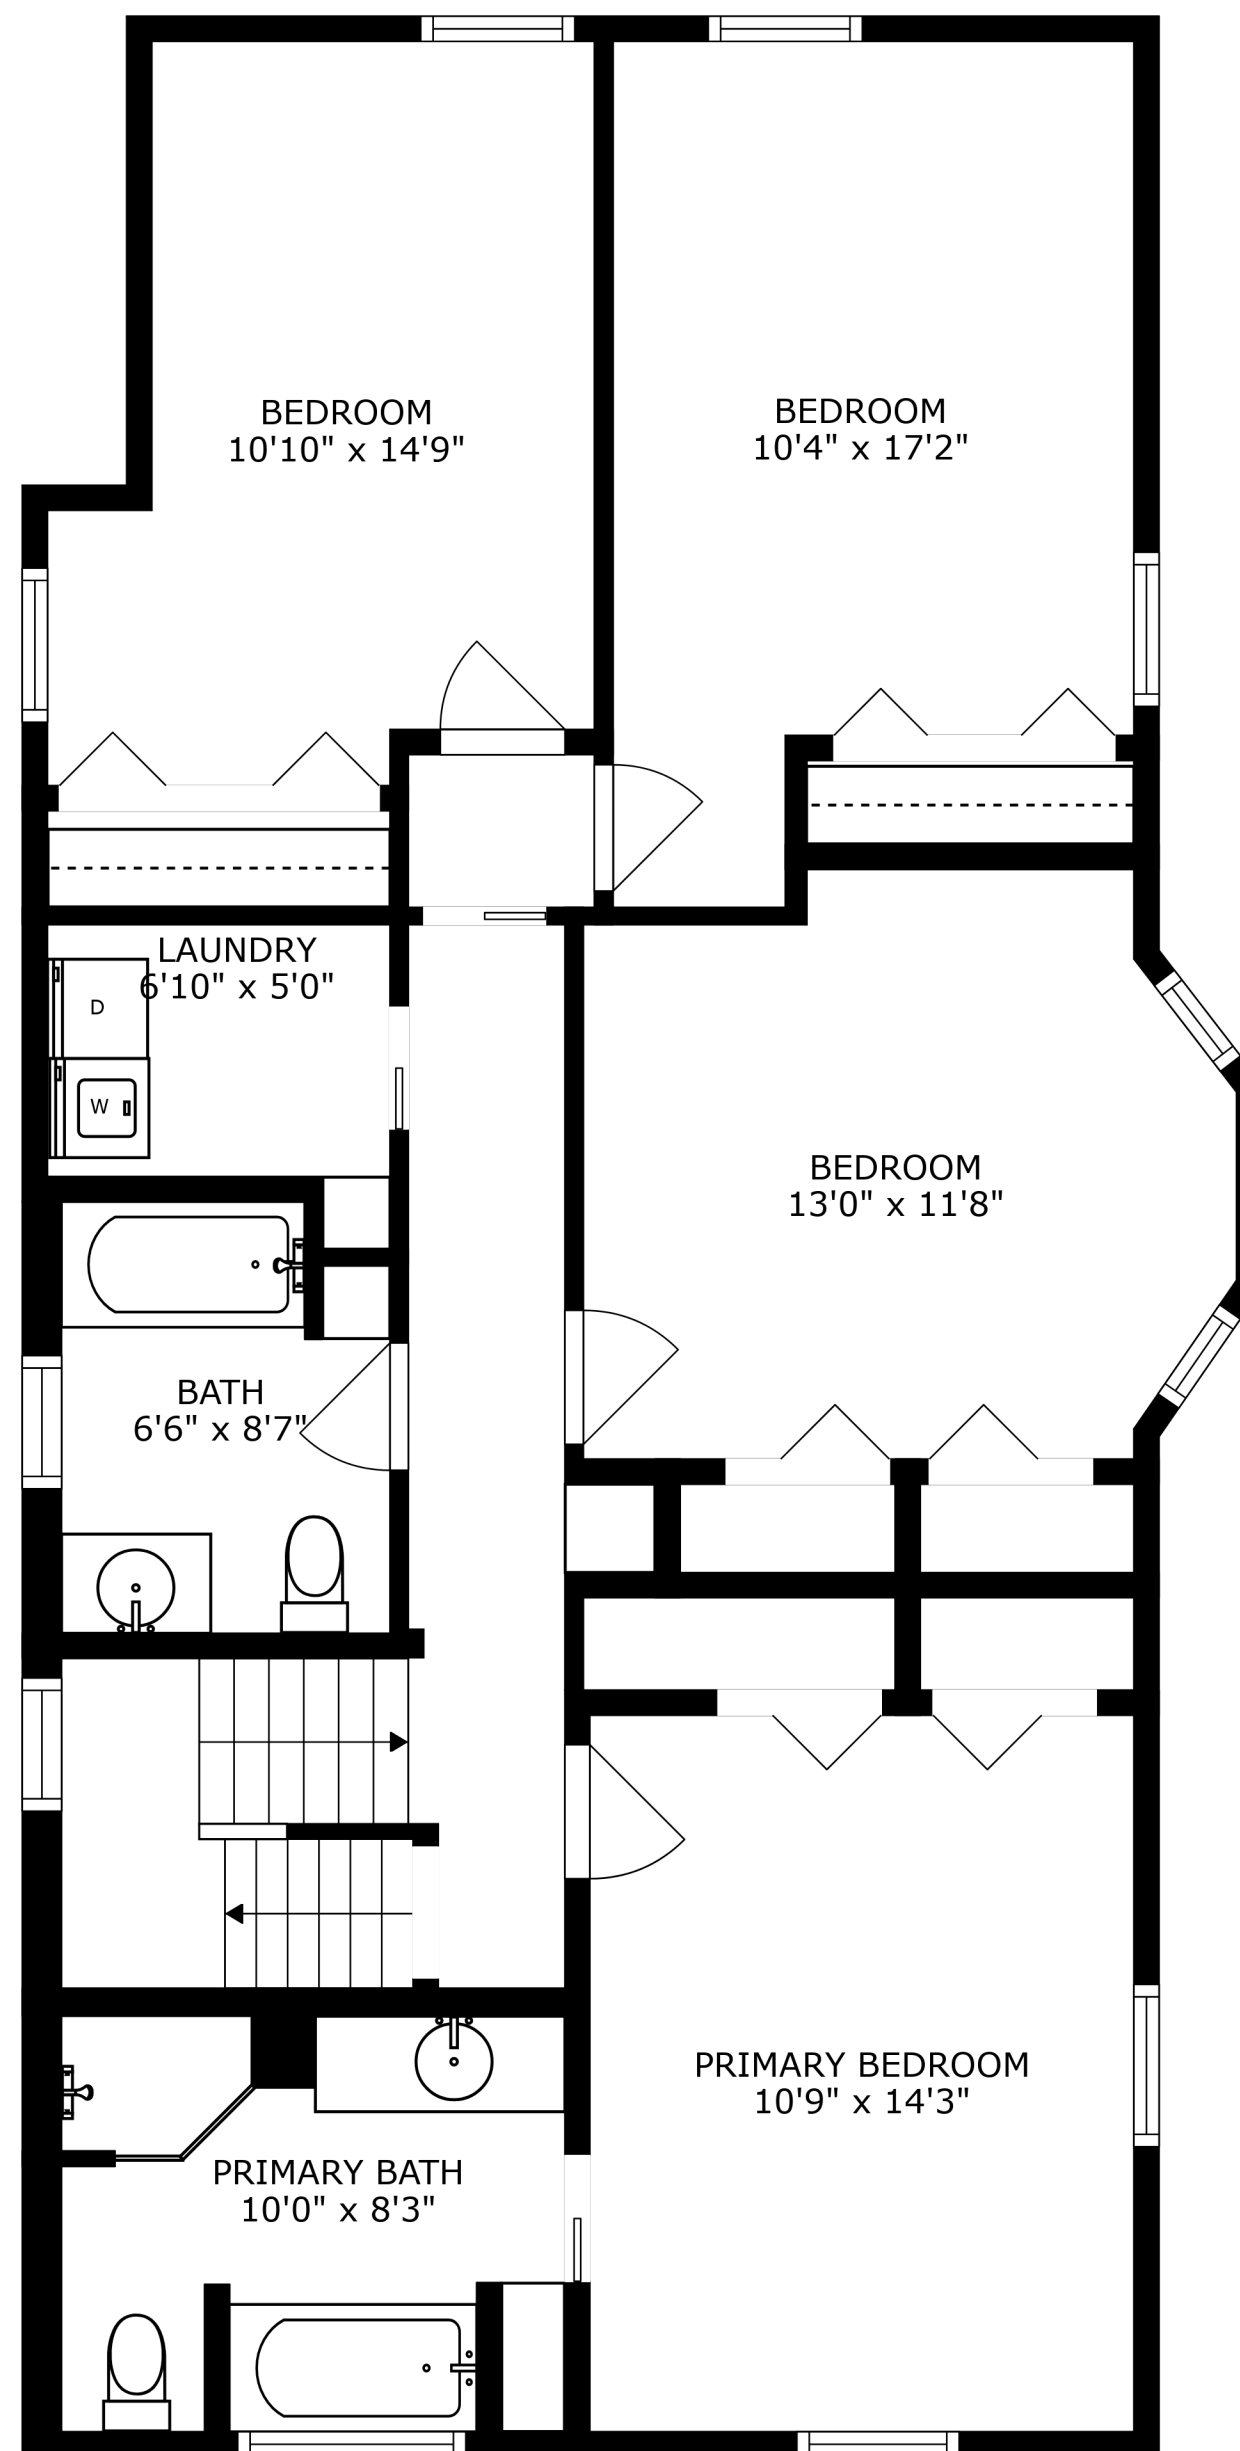 BEDROOM
10'10" x 14'9"
BEDROOM
10'4" x 17'2"
LAUNDRY
6'10" x 5'0"
D
W
BEDROOM
13'0" x 11'8"
BATH
6'6" x 8'7"
PRIMARY BEDROOM
10'9" x 14'3"
PRIMARY BATH
10'0" x 8'3"